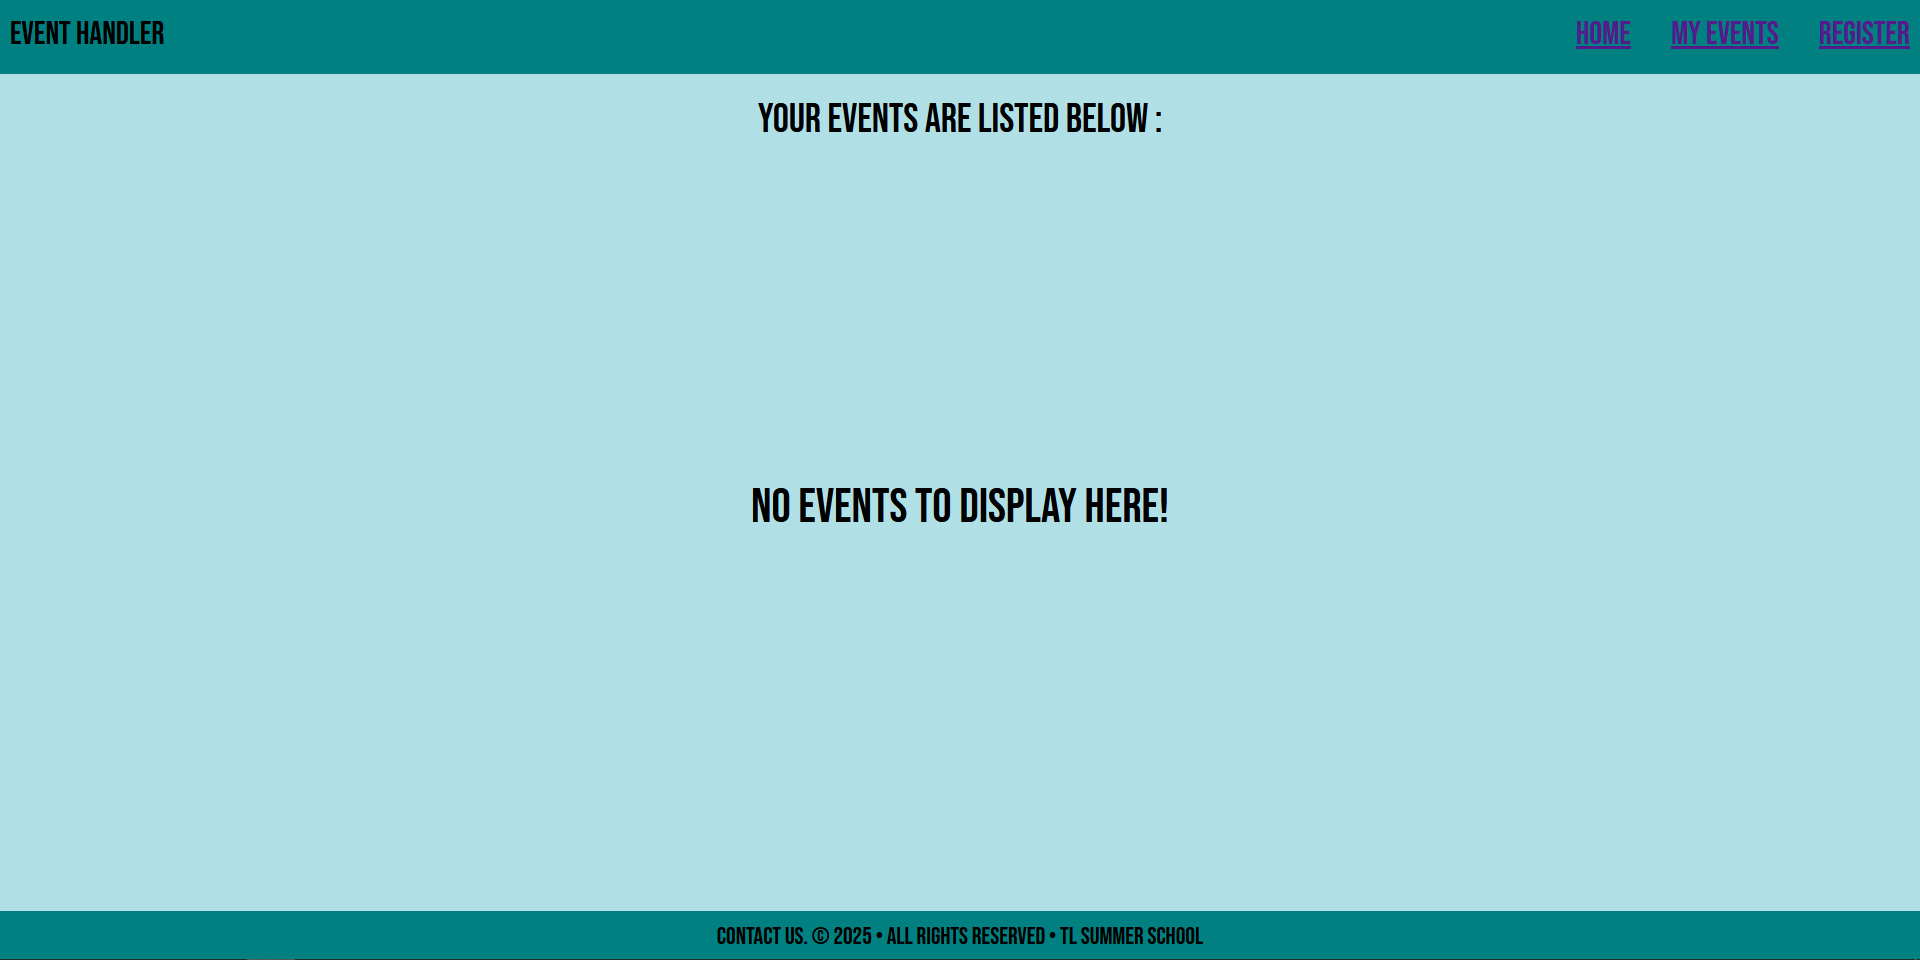 EVENT HANDLER HOME MY EVENTS REGISTER
YOUR EVENTS ARE LISTED BELOW :
NO EVENTS TO DISPLAY HERE!
CONTACT US. © 2025 • ALL RIGHTS RESERVED • TL SUMMER SCHOOL